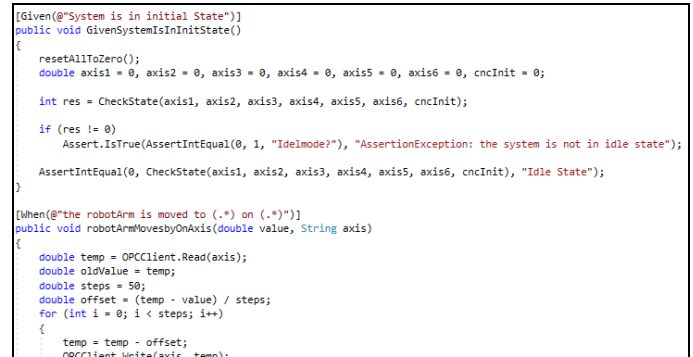 [Given(@"System is in initial State")]
public void GivenSystemIsInInitState()
{
    resetAllToZero();
    double axis1 = 0, axis2 = 0, axis3 = 0, axis4 = 0, axis5 = 0, axis6 = 0, cncInit = 0;
    int res = CheckState(axis1, axis2, axis3, axis4, axis5, axis6, cncInit);
    if (res != 0)
        Assert.IsTrue(AssertIntEqual(0, 1, "Idelmode?"), "AssertionException: the system is not in idle state");
    AssertIntEqual(0, CheckState(axis1, axis2, axis3, axis4, axis5, axis6, cncInit), "Idle State");
}
[When(@"the robotArm is moved to (.*) on (.*)")]
public void robotArmMovesbyOnAxis(double value, String axis)
{
    double temp = OPCClient.Read(axis);
    double oldValue = temp;
    double steps = 50;
    double offset = (temp - value) / steps;
    for (int i = 0; i < steps; i++)
    {
        temp = temp - offset;
        OPCClient.Write(axis, temp);